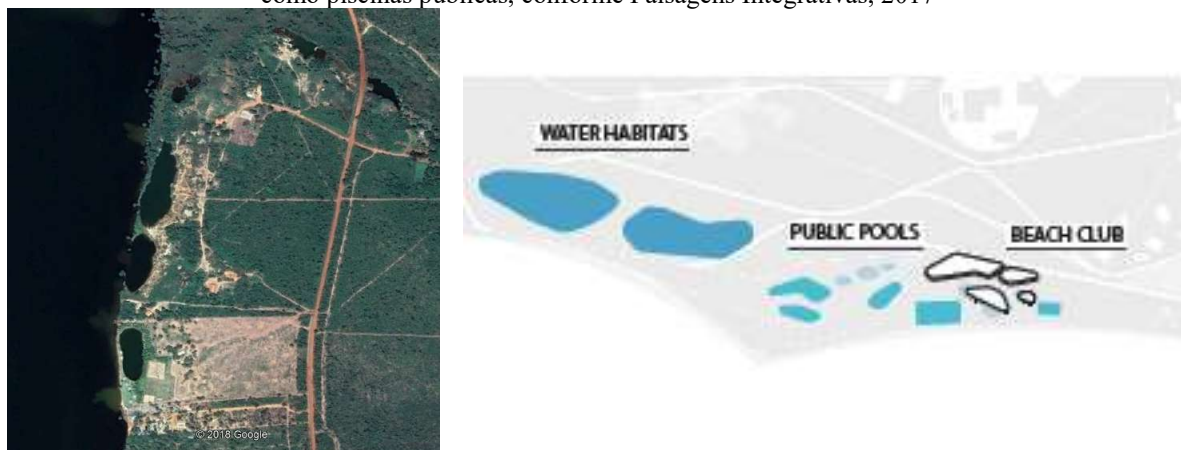 como piscinas públicas, conforme Paisagens Integrativas, 2017
WATER HABITATS
PUBLIC POOLS
BEACH CLUB
© 2018 Google